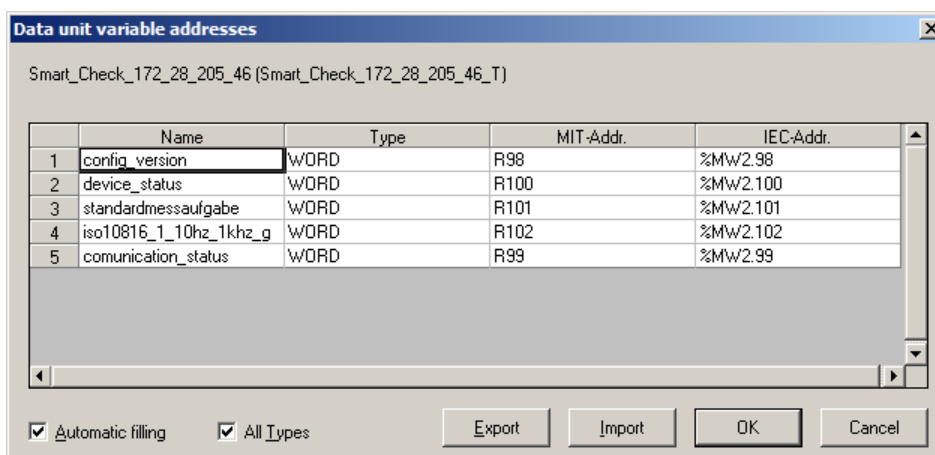 Data unit variable addresses
Smart_Check_172_28_205_46 (Smart_Check_172_28_205_46_T)
Name Type MIT-Addr. IEC-Addr.
1 config_version WORD R98 %MW2.98
2 device_status WORD R100 %MW2.100
3 standardmessaufgabe WORD R101 %MW2.101
4 iso10816_1_10hz_1khz_g WORD R102 %MW2.102
5 comunication_status WORD R99 %MW2.99
Automatic filling All Types Export Import OK Cancel